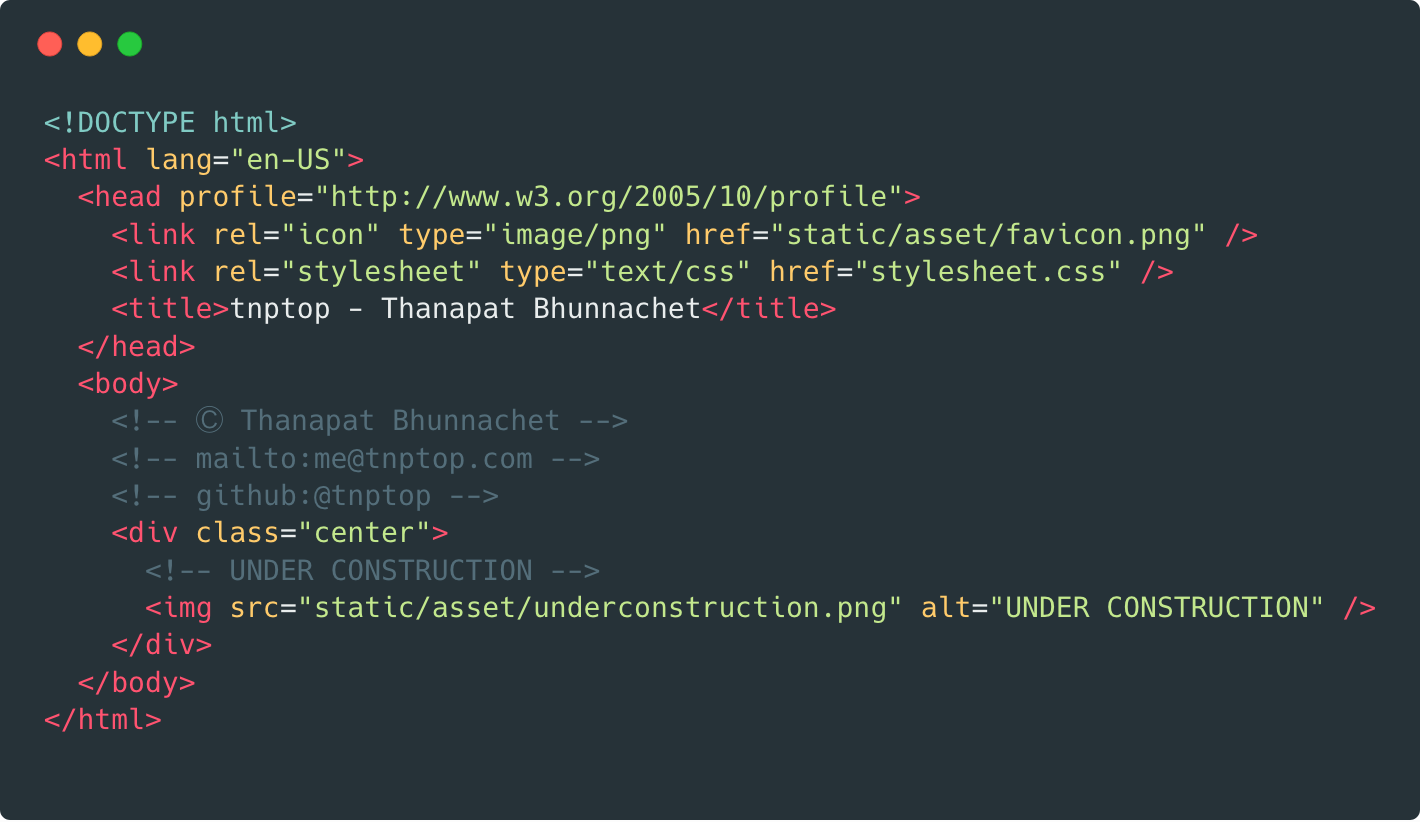 <!DOCTYPE html>
<html lang="en-US">
  <head profile="http://www.w3.org/2005/10/profile">
    <link rel="icon" type="image/png" href="static/asset/favicon.png" />
    <link rel="stylesheet" type="text/css" href="stylesheet.css" />
    <title>tnptop - Thanapat Bhunnachet</title>
  </head>
  <body>
    <!-- Ⓒ Thanapat Bhunnachet -->
    <!-- mailto:me@tnptop.com -->
    <!-- github:@tnptop -->
    <div class="center">
      <!-- UNDER CONSTRUCTION -->
      <img src="static/asset/underconstruction.png" alt="UNDER CONSTRUCTION" />
    </div>
  </body>
</html>